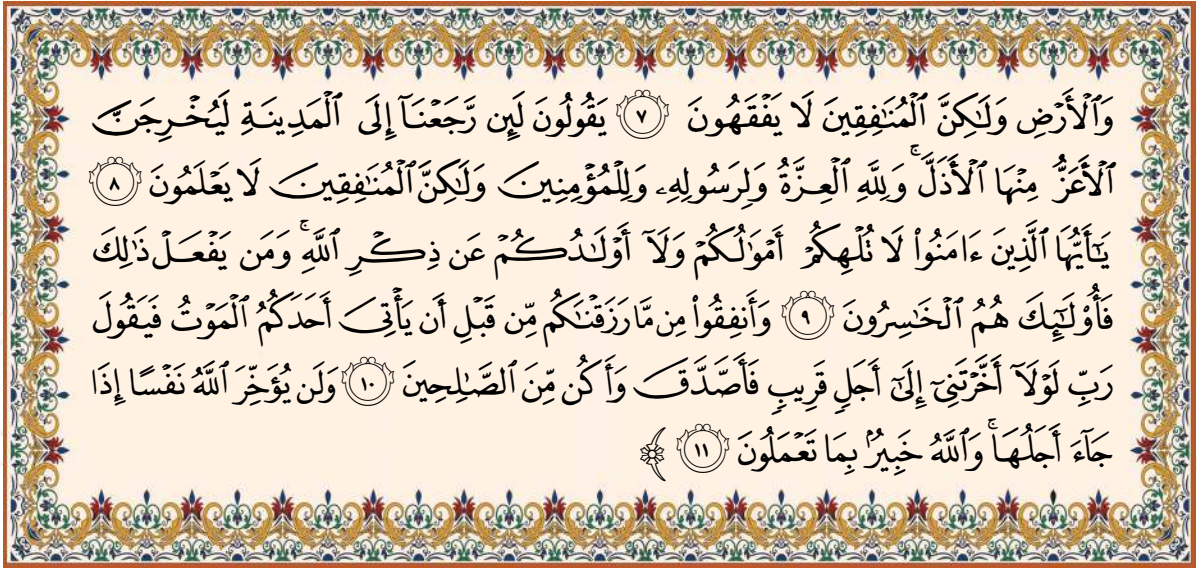 وَٱلْأَرْضِ وَلَٰكِنَّ ٱلْمُنَٰفِقِينَ لَا يَفْقَهُونَ ٧ يَقُولُونَ لَئِن رَّجَعْنَآ إِلَى ٱلْمَدِينَةِ لَيُخْرِجَنَّ
ٱلْأَعَزُّ مِنْهَا ٱلْأَذَلَّ ۚ وَلِلَّهِ ٱلْعِزَّةُ وَلِرَسُولِهِۦ وَلِلْمُؤْمِنِينَ وَلَٰكِنَّ ٱلْمُنَٰفِقِينَ لَا يَعْلَمُونَ ٨
يَٰٓأَيُّهَا ٱلَّذِينَ ءَامَنُوا۟ لَا تُلْهِكُمْ أَمْوَٰلُكُمْ وَلَآ أَوْلَٰدُكُمْ عَن ذِكْرِ ٱللَّهِ ۚ وَمَن يَفْعَلْ ذَٰلِكَ
فَأُو۟لَٰٓئِكَ هُمُ ٱلْخَٰسِرُونَ ٩ وَأَنفِقُوا۟ مِن مَّا رَزَقْنَٰكُم مِّن قَبْلِ أَن يَأْتِىَ أَحَدَكُمُ ٱلْمَوْتُ فَيَقُولَ
رَبِّ لَوْلَآ أَخَّرْتَنِىٓ إِلَىٰٓ أَجَلٍ قَرِيبٍ فَأَصَّدَّقَ وَأَكُن مِّنَ ٱلصَّٰلِحِينَ ١٠ وَلَن يُؤَخِّرَ ٱللَّهُ نَفْسًا إِذَا
جَآءَ أَجَلُهَا ۚ وَٱللَّهُ خَبِيرٌۢ بِمَا تَعْمَلُونَ ١١